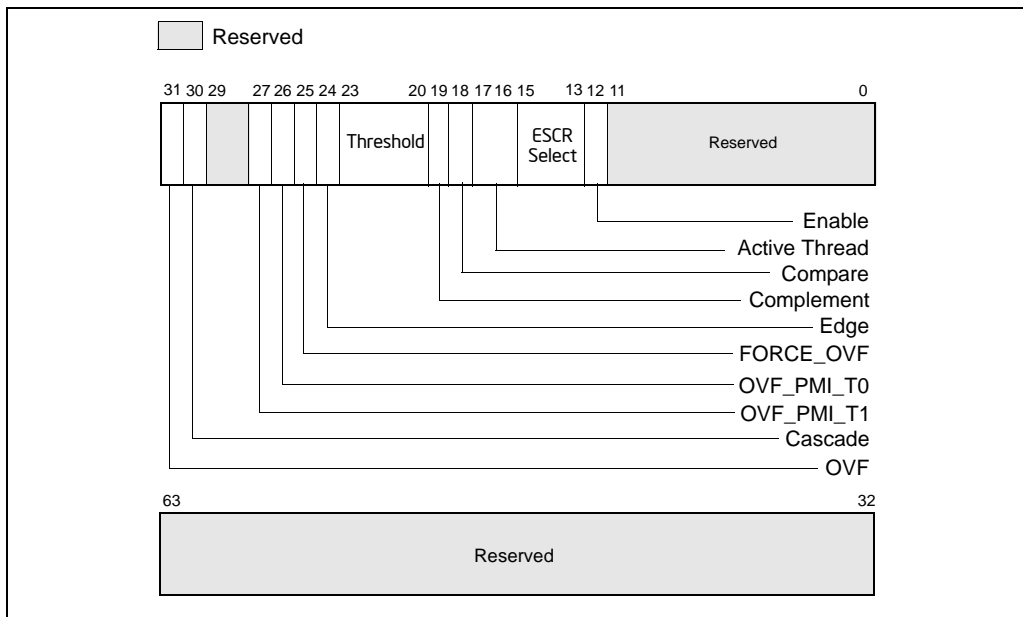 Reserved
31 30 29 27 26 25 24 23 20 19 18 17 16 15 13 12 11 0
Threshold
ESCR
Select
Reserved
Enable
Active Thread
Compare
Complement
Edge
FORCE_OVF
OVF_PMI_T0
OVF_PMI_T1
Cascade
OVF
63 32
Reserved